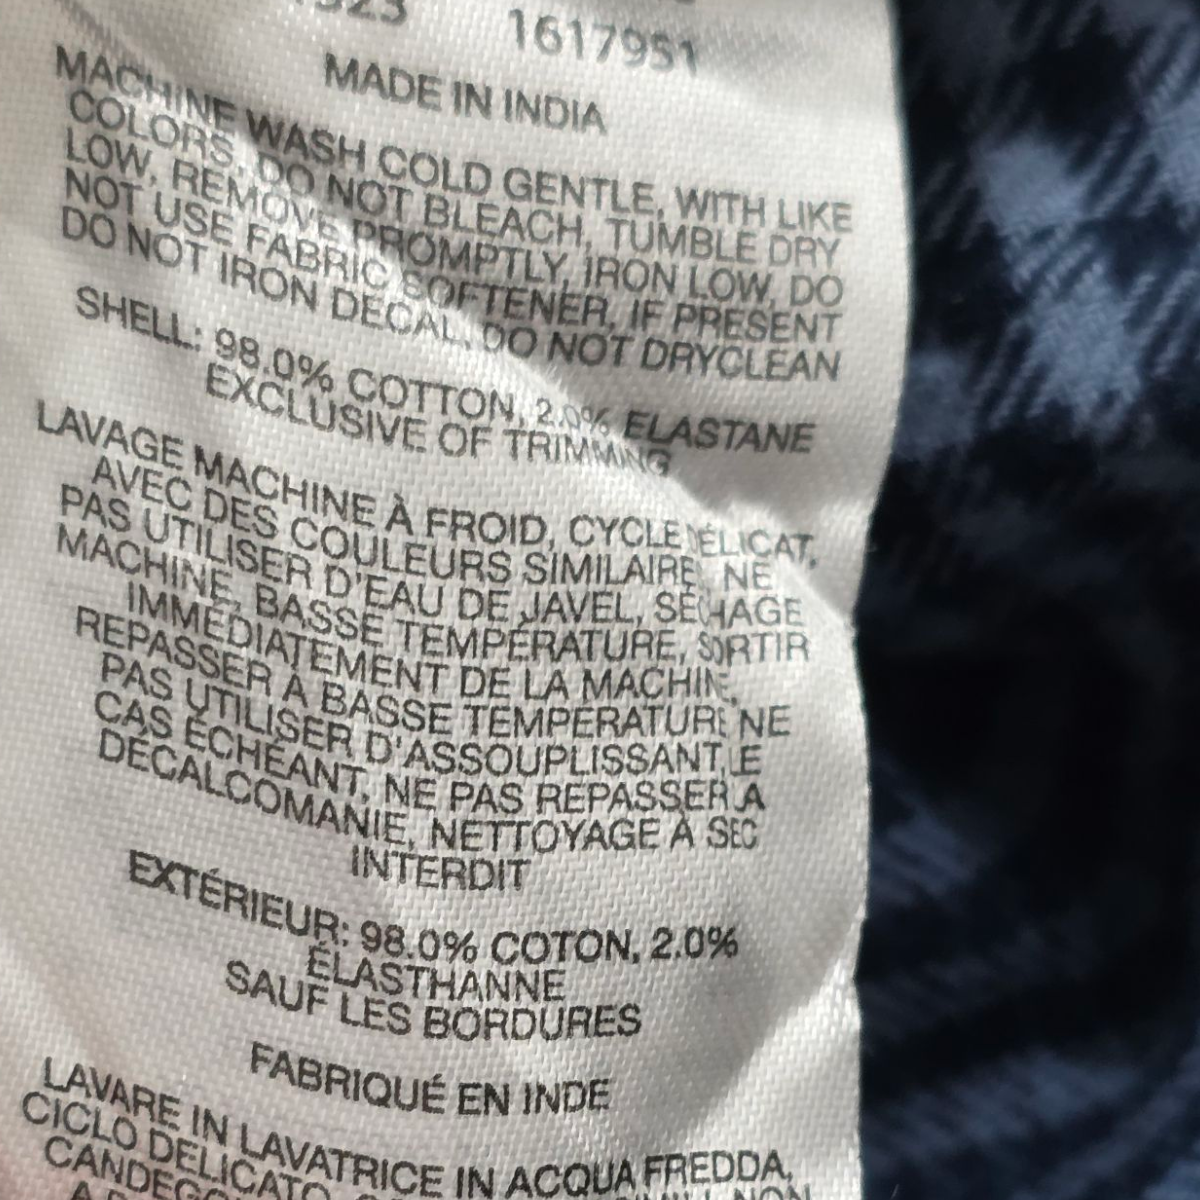 1617951
MADE IN INDIA
MACHINE WASH COLD GENTLE, WITH LIKE
COLORS, DO NOT BLEACH, TUMBLE DRY
LOW, REMOVE PROMPTLY, IRON LOW, DO
NOT USE FABRIC SOFTENER, IF PRESENT
DO NOT IRON DECAL, DO NOT DRYCLEAN
SHELL: 98.0% COTTON, 2.0% ELASTANE
EXCLUSIVE OF TRIMMING
LAVAGE MACHINE À FROID, CYCLE DÉLICAT,
AVEC DES COULEURS SIMILAIRE, NE
PAS UTILISER D'EAU DE JAVEL, SÉCHAGE
MACHINE, BASSE TEMPÉRATURE, SORTIR
IMMÉDIATEMENT DE LA MACHINE,
REPASSER À BASSE TEMPÉRATURE NE
PAS UTILISER D'ASSOUPLISSANT, LE
CAS ÉCHÉANT, NE PAS REPASSER A
DÉCALCOMANIE, NETTOYAGE À SEC
INTERDIT
EXTÉRIEUR: 98.0% COTON, 2.0%
ÉLASTHANNE
SAUF LES BORDURES
FABRIQUÉ EN INDE
LAVARE IN LAVATRICE IN ACQUA FREDDA,
CICLO DELICATO, NON